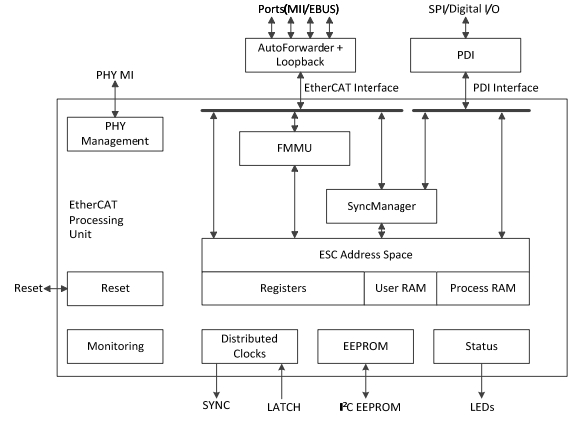 Ports(MII/EBUS)
SPI/Digital I/O
AutoForwarder +
Loopback
PDI
PHY MI
EtherCAT Interface
PDI Interface
PHY
Management
FMMU
SyncManager
EtherCAT
Processing
Unit
ESC Address Space
Reset
Reset
Registers
User RAM
Process RAM
Monitoring
Distributed
Clocks
EEPROM
Status
SYNC
LATCH
I²C EEPROM
LEDs